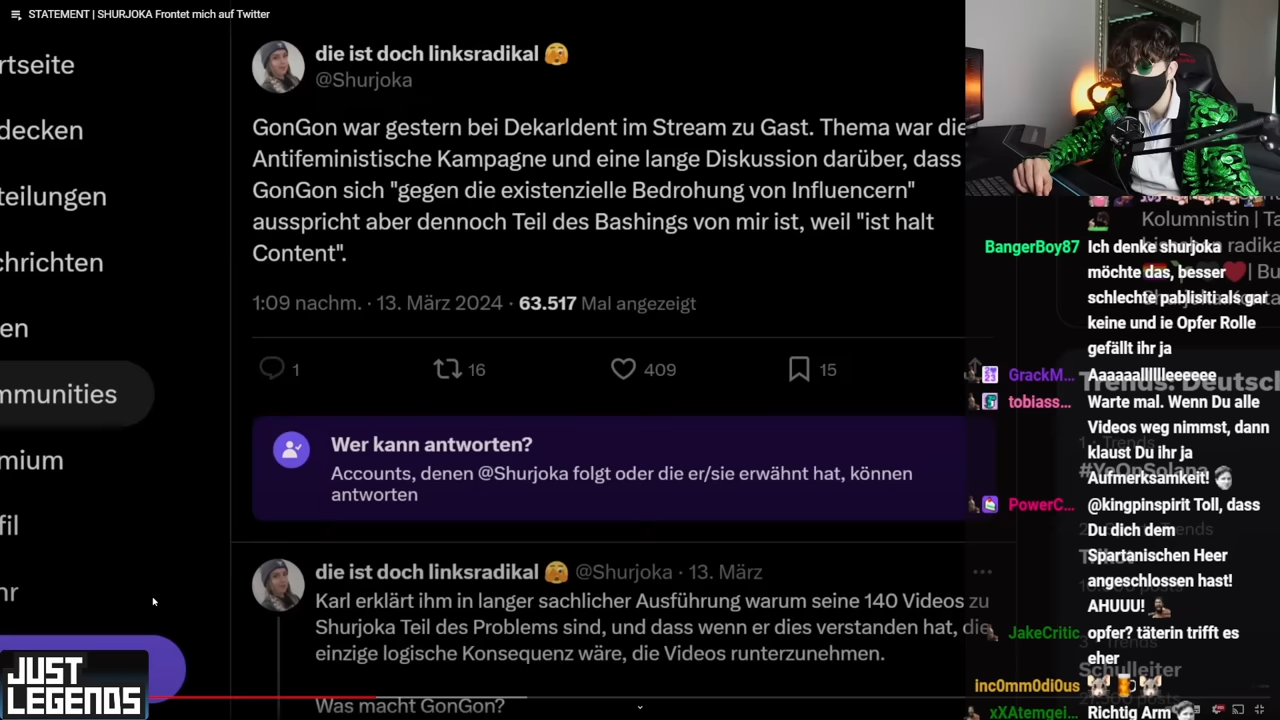 STATEMENT | SHURJOKA Frontet mich auf Twitter
rtseite
decken
teilungen
chrichten
en
mmunities
mium
fil
hr
JUST
LEGENDS
die ist doch linksradikal
@Shurjoka
GonGon war gestern bei Dekarldent im Stream zu Gast. Thema war die
Antifeministische Kampagne und eine lange Diskussion darüber, dass
GonGon sich "gegen die existenzielle Bedrohung von Influencern"
ausspricht aber dennoch Teil des Bashings von mir ist, weil "ist halt
Content".
1:09 nachm. · 13. März 2024 · 63.517 Mal angezeigt
1 16 409 15
Wer kann antworten?
Accounts, denen @Shurjoka folgt oder die er/sie erwähnt hat, können
antworten
die ist doch linksradikal @Shurjoka · 13. März
Karl erklärt ihm in langer sachlicher Ausführung warum seine 140 Videos zu
Shurjoka Teil des Problems sind, und dass wenn er dies verstanden hat, die
einzige logische Konsequenz wäre, die Videos runterzunehmen.
Was macht GonGon?
Kolumnistin | Ta
BangerBoy87 Ich denke shurjoka
möchte das, besser
schlechte pablisiti als gar
keine und ie Opfer Rolle
gefällt ihr ja
GrackM... Aaaaaallllllleeeeee
Trends: Deutsch
tobiass... Warte mal. Wenn Du alle
Videos weg nimmst, dann
klaust Du ihr ja
Aufmerksamkeit!
#YeOnSolana
PowerC... @kingpinspirit Toll, dass
Du dich dem
Spartanischen Heer
angeschlossen hast!
AHUUU!
JakeCritic opfer? täterin trifft es
eher
Schulleiter
inc0mm0di0us
xXAtemgei... Richtig Arm